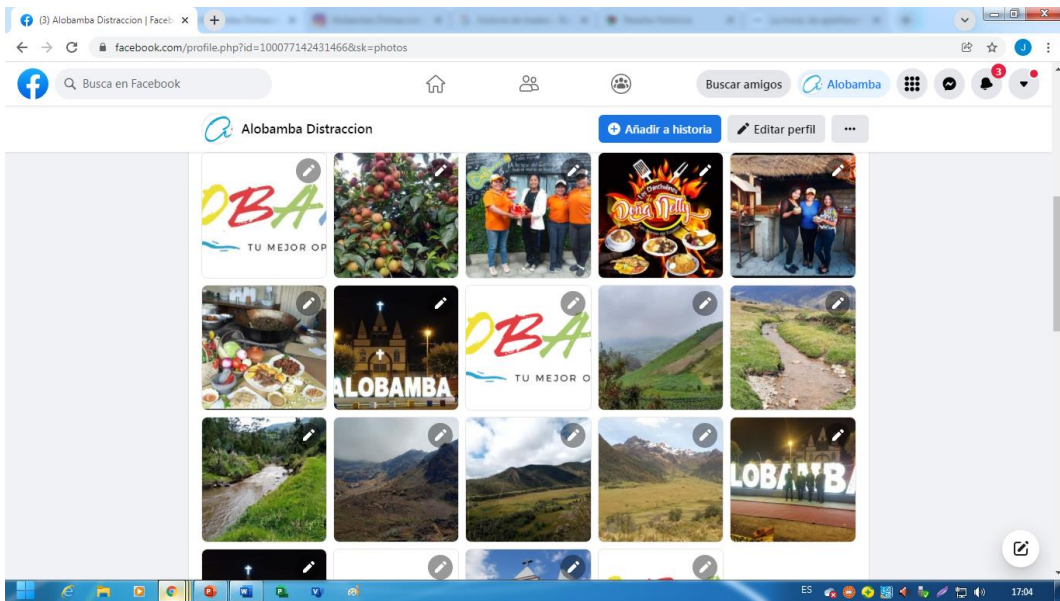 (3) Alobamba Distraccion | Faceb
facebook.com/profile.php?id=100077142431466&sk=photos
Busca en Facebook
Buscar amigos
Alobamba
3
Alobamba Distraccion
Añadir a historia
Editar perfil
OBA
TU MEJOR OP
Los Chinchulines
Doña Nelly
ALOBAMBA
OBA
TU MEJOR O
LOBAMBA
ES
17:04